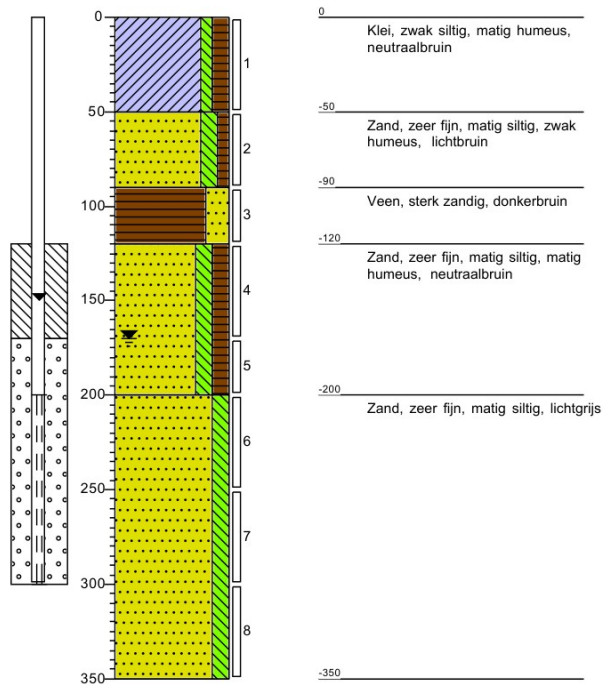 0
50
100
150
200
250
300
350
1
2
3
4
5
6
7
8
0
Klei, zwak siltig, matig humeus,
neutraalbruin
-50
Zand, zeer fijn, matig siltig, zwak
humeus, lichtbruin
-90
Veen, sterk zandig, donkerbruin
-120
Zand, zeer fijn, matig siltig, matig
humeus, neutraalbruin
-200
Zand, zeer fijn, matig siltig, lichtgrijs
-350